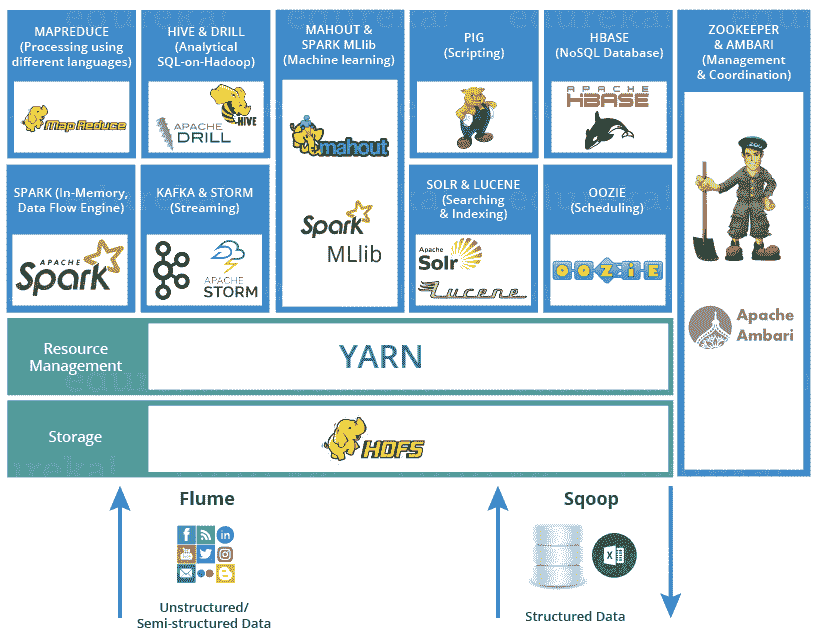 MAPREDUCE
(Processing using
different languages)
MapReduce
HIVE & DRILL
(Analytical
SQL-on-Hadoop)
HIVE
APACHE
DRILL
MAHOUT &
SPARK MLlib
(Machine learning)
mahout
Spark
MLlib
PIG
(Scripting)
HBASE
(NoSQL Database)
APACHE
HBASE
ZOOKEEPER
& AMBARI
(Management
& Coordination)
Apache
Ambari
SPARK (In-Memory,
Data Flow Engine)
APACHE
Spark
KAFKA & STORM
(Streaming)
APACHE
STORM
SOLR & LUCENE
(Searching
& Indexing)
Apache
Solr
Lucene
OOZIE
(Scheduling)
OOZIE
Resource
Management
YARN
Storage
HDFS
Flume
Unstructured/
Semi-structured Data
Sqoop
Structured Data